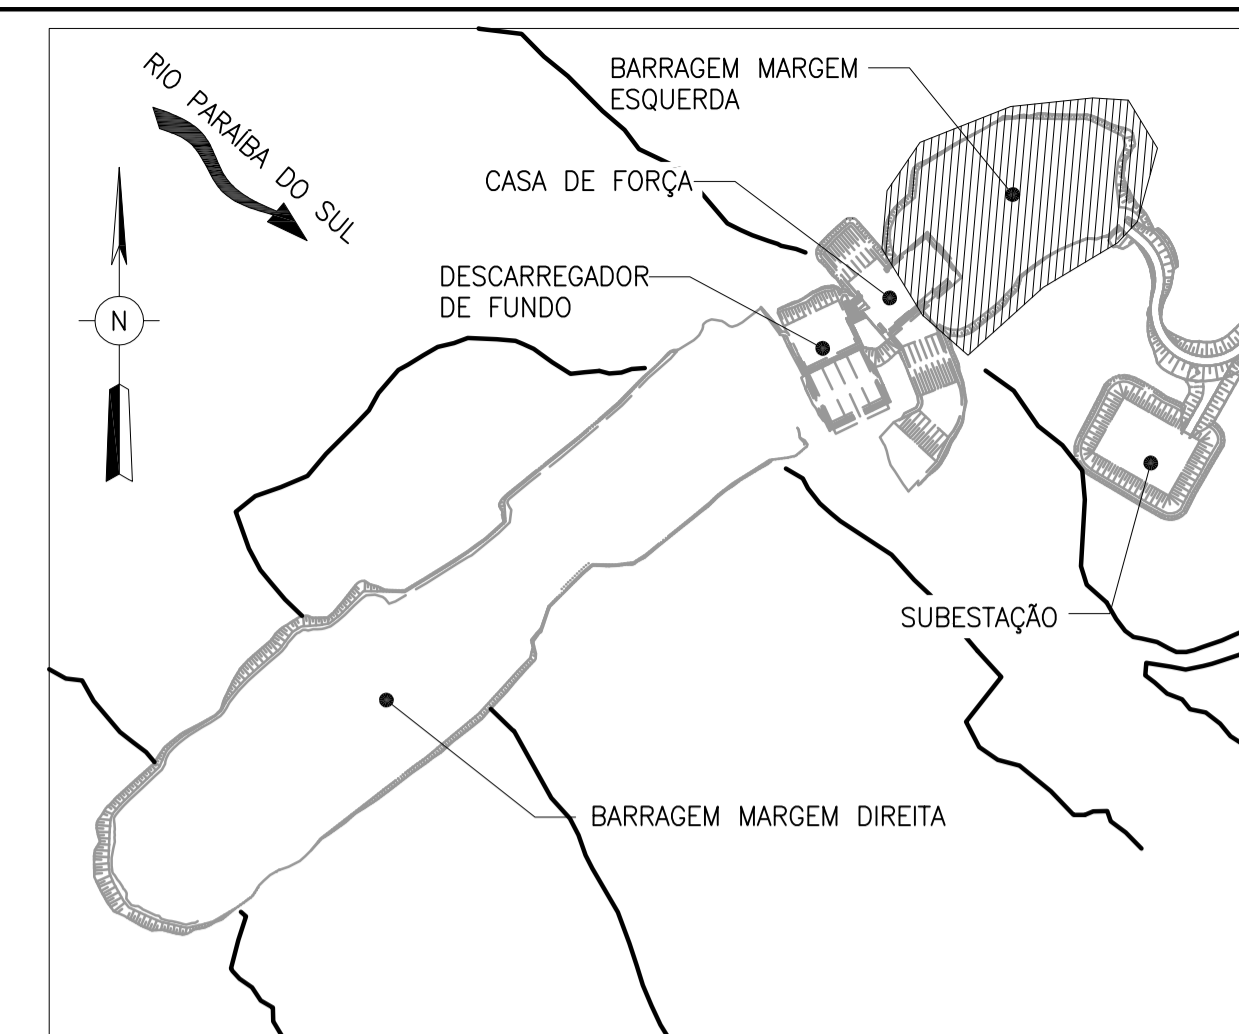 RIO PARAÍBA DO SUL
BARRAGEM MARGEM
ESQUERDA
CASA DE FORÇA
DESCARREGADOR
DE FUNDO
N
SUBESTAÇÃO
BARRAGEM MARGEM DIREITA